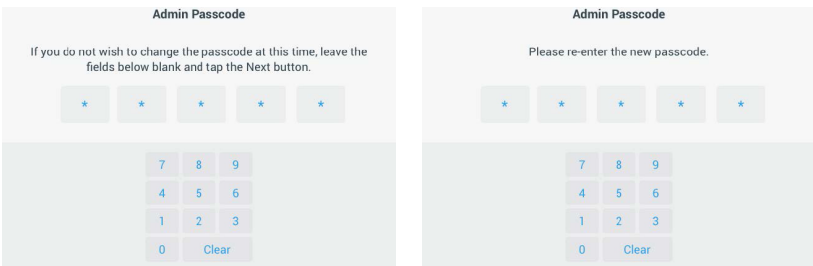 Admin Passcode
If you do not wish to change the passcode at this time, leave the
fields below blank and tap the Next button.
* * * * *
7 8 9
4 5 6
1 2 3
0 Clear
Admin Passcode
Please re-enter the new passcode.
* * * * *
7 8 9
4 5 6
1 2 3
0 Clear